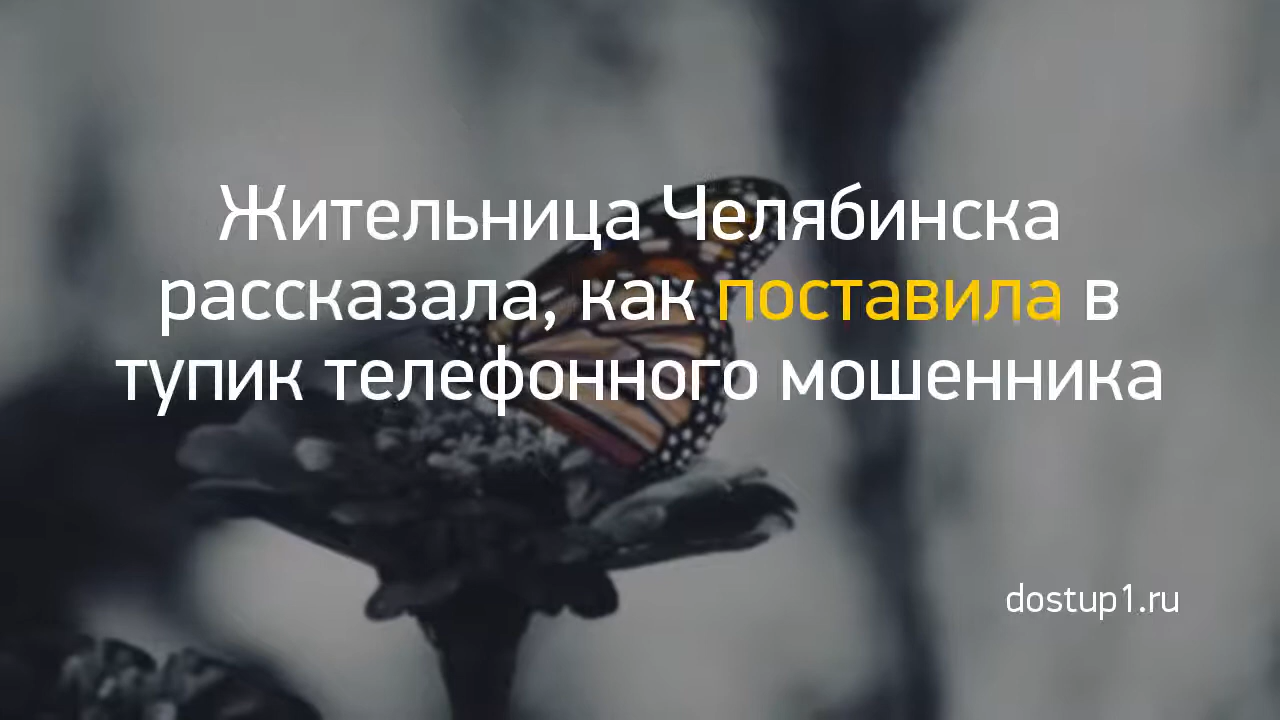 Жительница Челябинска
рассказала, как поставила в
тупик телефонного мошенника
dostup1.ru